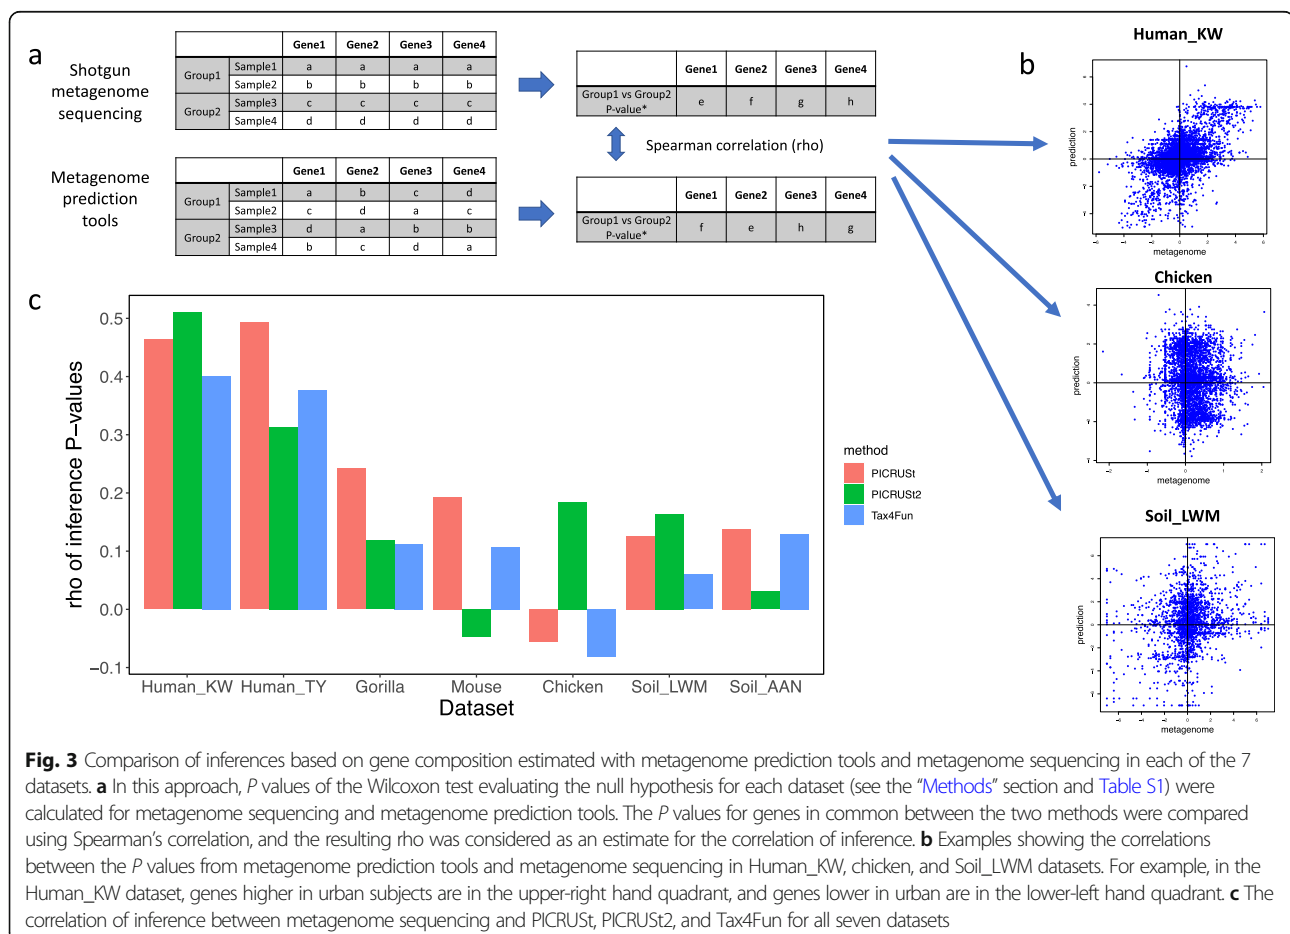 a
Shotgun
metagenome
sequencing
Gene1 Gene2 Gene3 Gene4
Group1 Sample1 a a a a
Sample2 b b b b
Group2 Sample3 c c c c
Sample4 d d d d
Gene1 Gene2 Gene3 Gene4
Group1 vs Group2
P-value* e f g h
Spearman correlation (rho)
Metagenome
prediction
tools
Gene1 Gene2 Gene3 Gene4
Group1 Sample1 a b c d
Sample2 c d a c
Group2 Sample3 d a b b
Sample4 b c d a
Gene1 Gene2 Gene3 Gene4
Group1 vs Group2
P-value* f e h g
b
Human_KW
prediction
metagenome
Chicken
prediction
-2 -1 0 1 2
metagenome
Soil_LWM
prediction
metagenome
c
rho of inference P-values
0.5
0.4
0.3
0.2
0.1
0.0
−0.1
Human_KW Human_TY Gorilla Mouse Chicken Soil_LWM Soil_AAN
Dataset
method
PICRUSt
PICRUSt2
Tax4Fun
Fig. 3 Comparison of inferences based on gene composition estimated with metagenome prediction tools and metagenome sequencing in each of the 7
datasets. a In this approach, P values of the Wilcoxon test evaluating the null hypothesis for each dataset (see the “Methods” section and Table S1) were
calculated for metagenome sequencing and metagenome prediction tools. The P values for genes in common between the two methods were compared
using Spearman’s correlation, and the resulting rho was considered as an estimate for the correlation of inference. b Examples showing the correlations
between the P values from metagenome prediction tools and metagenome sequencing in Human_KW, chicken, and Soil_LWM datasets. For example, in the
Human_KW dataset, genes higher in urban subjects are in the upper-right hand quadrant, and genes lower in urban are in the lower-left hand quadrant. c The
correlation of inference between metagenome sequencing and PICRUSt, PICRUSt2, and Tax4Fun for all seven datasets